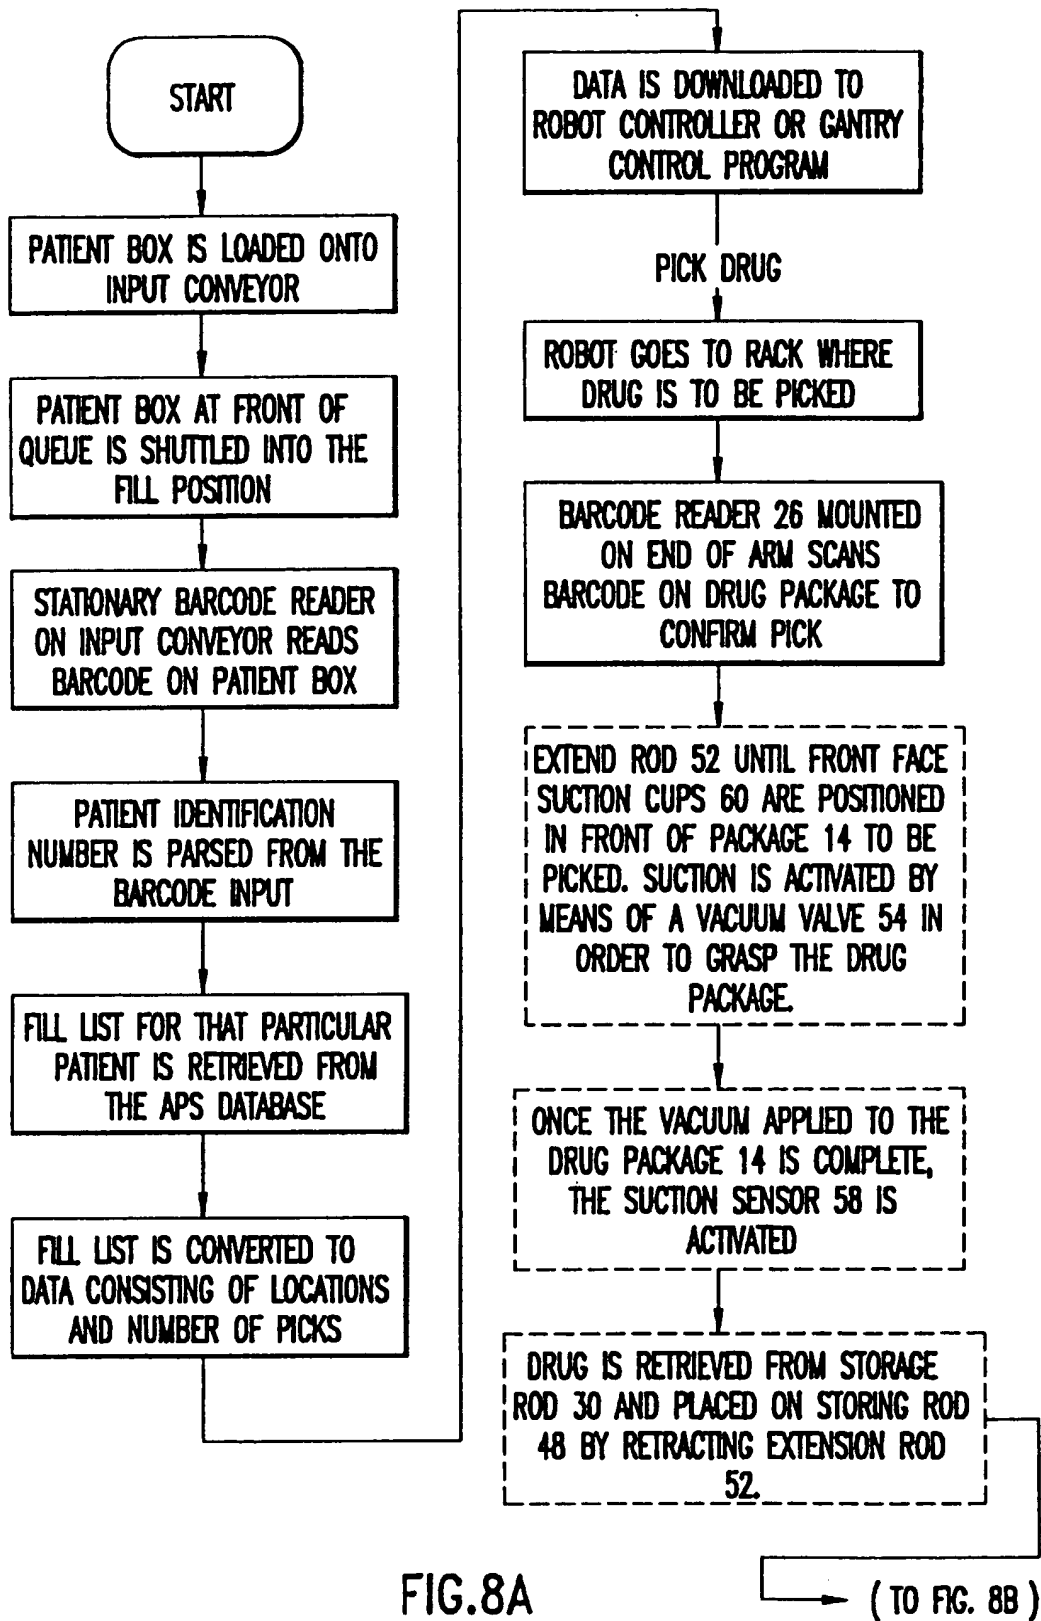 START
PATIENT BOX IS LOADED ONTO
INPUT CONVEYOR
PATIENT BOX AT FRONT OF
QUEUE IS SHUTTLED INTO THE
FILL POSITION
STATIONARY BARCODE READER
ON INPUT CONVEYOR READS
BARCODE ON PATIENT BOX
PATIENT IDENTIFICATION
NUMBER IS PARSED FROM THE
BARCODE INPUT
FILL LIST FOR THAT PARTICULAR
PATIENT IS RETRIEVED FROM
THE APS DATABASE
FILL LIST IS CONVERTED TO
DATA CONSISTING OF LOCATIONS
AND NUMBER OF PICKS
DATA IS DOWNLOADED TO
ROBOT CONTROLLER OR GANTRY
CONTROL PROGRAM
PICK DRUG
ROBOT GOES TO RACK WHERE
DRUG IS TO BE PICKED
BARCODE READER 26 MOUNTED
ON END OF ARM SCANS
BARCODE ON DRUG PACKAGE TO
CONFIRM PICK
EXTEND ROD 52 UNTIL FRONT FACE
SUCTION CUPS 60 ARE POSITIONED
IN FRONT OF PACKAGE 14 TO BE
PICKED. SUCTION IS ACTIVATED BY
MEANS OF A VACUUM VALVE 54 IN
ORDER TO GRASP THE DRUG
PACKAGE.
ONCE THE VACUUM APPLIED TO THE
DRUG PACKAGE 14 IS COMPLETE,
THE SUCTION SENSOR 58 IS
ACTIVATED
DRUG IS RETRIEVED FROM STORAGE
ROD 30 AND PLACED ON STORING ROD
48 BY RETRACTING EXTENSION ROD
52.
(TO FIG. 8B)
FIG.8A